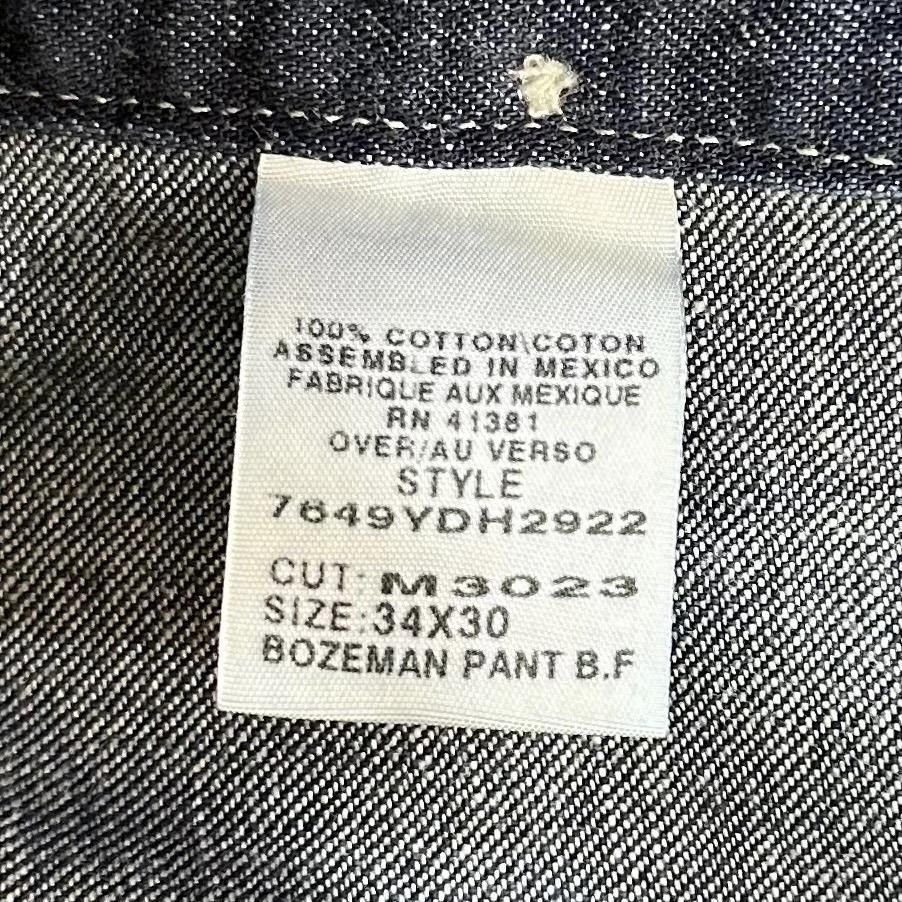 100% COTTON\COTON
ASSEMBLED IN MEXICO
FABRIQUE AUX MEXIQUE
RN 41381
OVER/AU VERSO
STYLE
7649YDH2922
CUT: M3023
SIZE:34X30
BOZEMAN PANT B.F